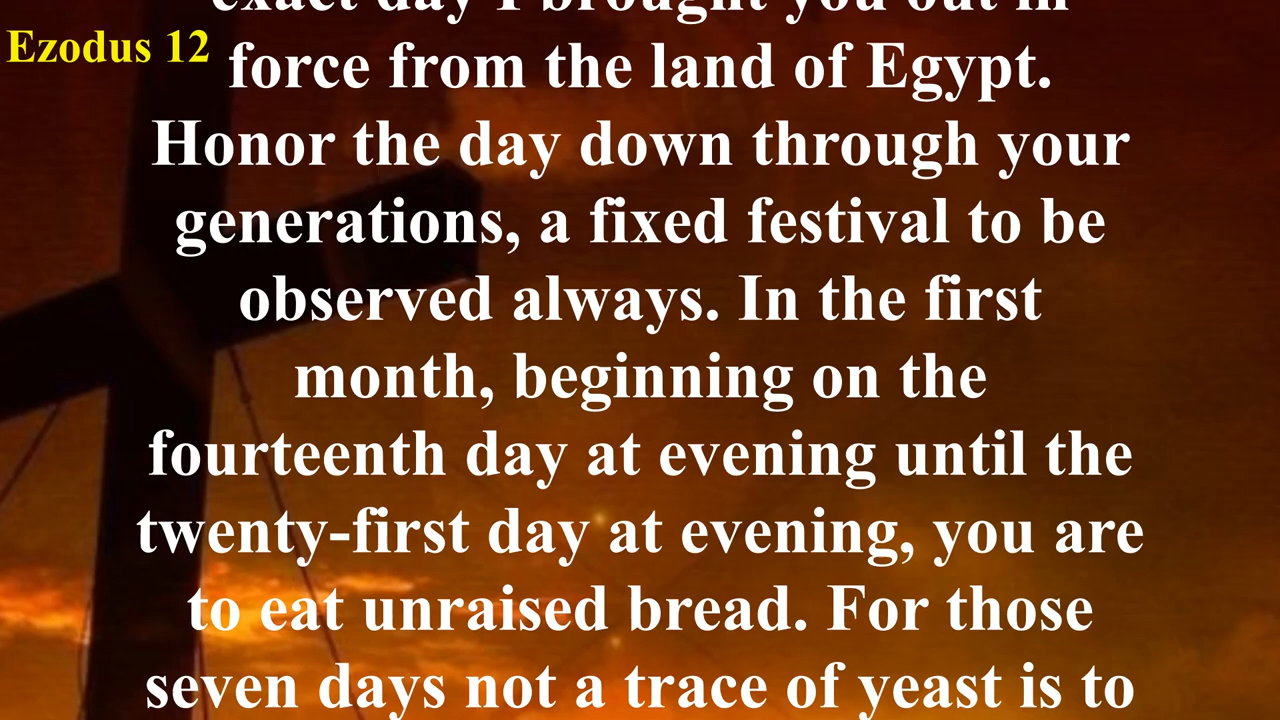 Ezodus 12
exact day I brought you out in
force from the land of Egypt.
Honor the day down through your
generations, a fixed festival to be
observed always. In the first
month, beginning on the
fourteenth day at evening until the
twenty-first day at evening, you are
to eat unraised bread. For those
seven days not a trace of yeast is to